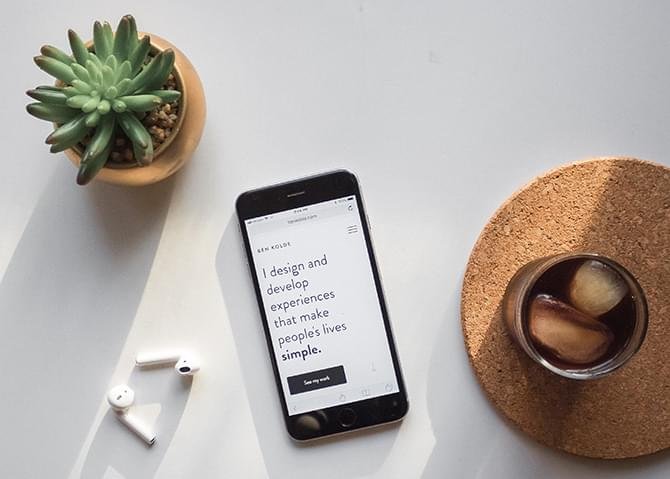 BEN KOLDE
I design and
develop
experiences
that make
people's lives
simple.
See my work